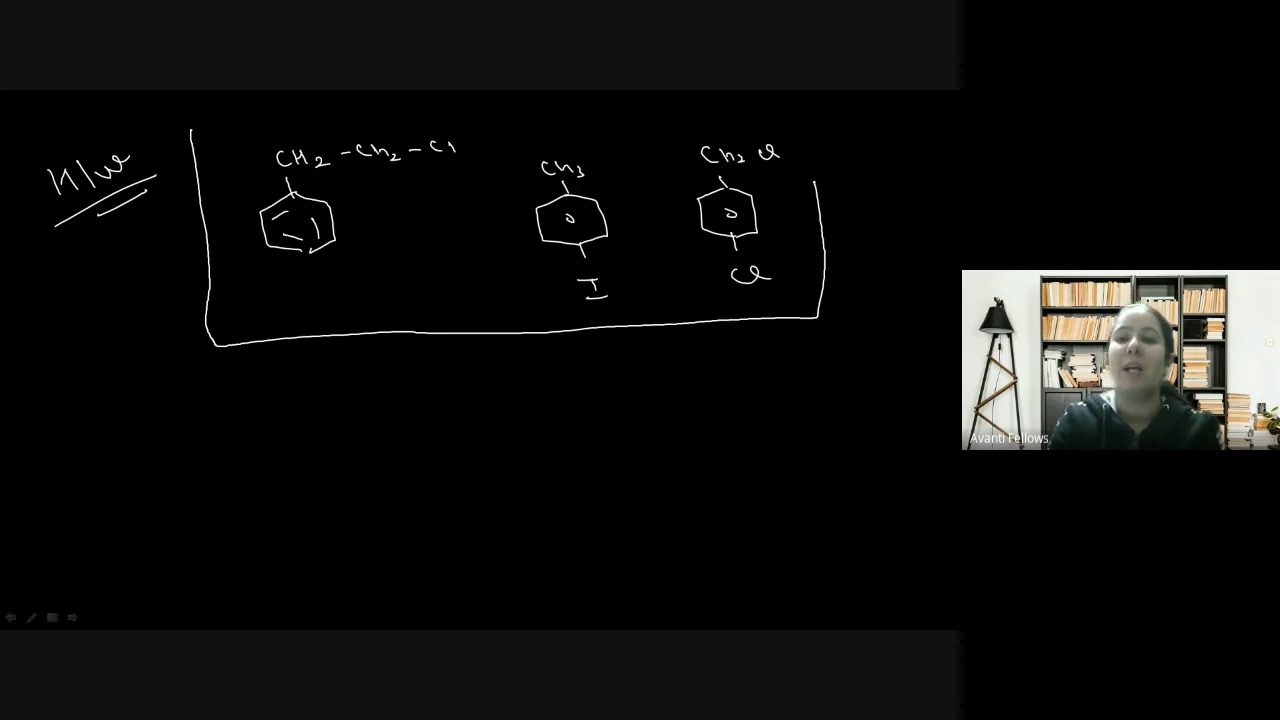 H/w
CH2 - CH2 - Cl
CH3
I
CH2 Cl
Cl
Avanti Fellows